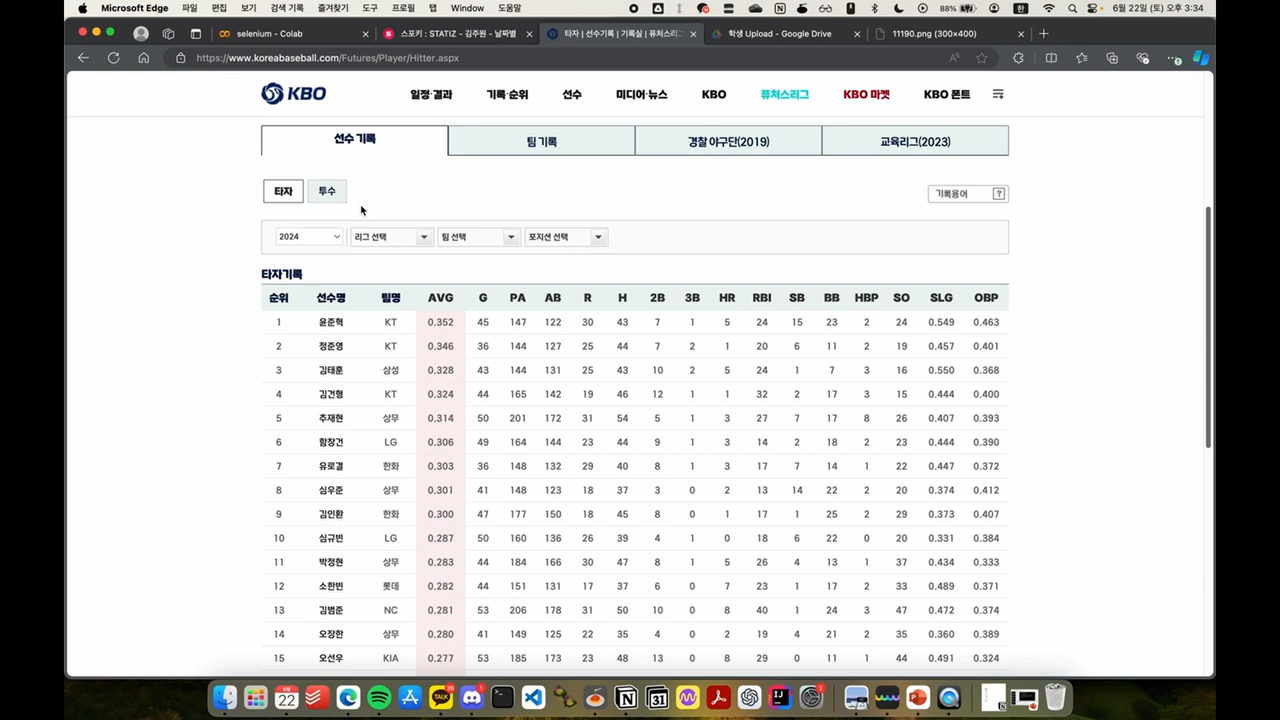 Microsoft Edge 파일 편집 보기 검색 기록 즐겨찾기 도구 프로필 탭 Window 도움말 88% 한 6월 22일 (토) 오후 3:34
selenium - Colab 스포키 : STATIZ - 김주원 - 날짜별 타자 | 선수기록 | 기록실 | 퓨처스리그 학생 Upload - Google Drive 11190.png (300×400)
https://www.koreabaseball.com/Futures/Player/Hitter.aspx
KBO 일정·결과 기록·순위 선수 미디어·뉴스 KBO 퓨처스리그 KBO 마켓 KBO 폰트
선수 기록 팀 기록 경찰 야구단(2019) 교육리그(2023)
타자 투수 기록용어 ?
2024 리그 선택 팀 선택 포지션 선택
타자기록
순위 선수명 팀명 AVG G PA AB R H 2B 3B HR RBI SB BB HBP SO SLG OBP
1 윤준혁 KT 0.352 45 147 122 30 43 7 1 5 24 15 23 2 24 0.549 0.463
2 정준영 KT 0.346 36 144 127 25 44 7 2 1 20 6 11 2 19 0.457 0.401
3 김태훈 삼성 0.328 43 144 131 25 43 10 2 5 24 1 7 3 16 0.550 0.368
4 김건형 KT 0.324 44 165 142 19 46 12 1 1 32 2 17 3 15 0.444 0.400
5 추재현 상무 0.314 50 201 172 31 54 5 1 3 27 7 17 8 26 0.407 0.393
6 함창건 LG 0.306 49 164 144 23 44 9 1 3 14 2 18 2 23 0.444 0.390
7 유로결 한화 0.303 36 148 132 29 40 8 1 3 17 7 14 1 22 0.447 0.372
8 심우준 상무 0.301 41 148 123 18 37 3 0 2 13 14 22 2 20 0.374 0.412
9 김인환 한화 0.300 47 177 150 18 45 8 0 1 17 1 25 2 29 0.373 0.407
10 심규빈 LG 0.287 50 160 136 26 39 4 1 0 18 6 22 0 20 0.331 0.384
11 박정현 상무 0.283 44 184 166 30 47 8 1 5 26 4 13 1 37 0.434 0.333
12 소한빈 롯데 0.282 44 151 131 17 37 6 0 7 23 1 17 2 33 0.489 0.371
13 김범준 NC 0.281 53 206 178 31 50 10 0 8 40 1 24 3 47 0.472 0.374
14 오장한 상무 0.280 41 149 125 22 35 4 0 2 19 4 21 2 35 0.360 0.389
15 오선우 KIA 0.277 53 185 173 23 48 13 0 8 29 0 11 1 44 0.491 0.324